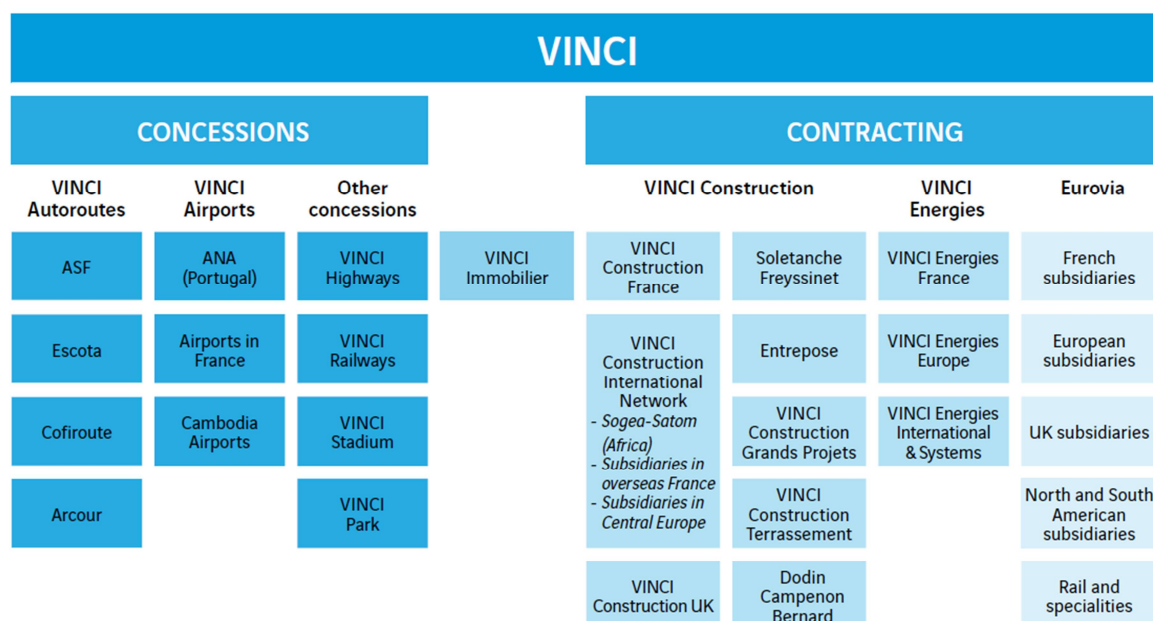 VINCI
CONCESSIONS
CONTRACTING
VINCI
Autoroutes
VINCI
Airports
Other
concessions
VINCI Construction
VINCI
Energies
Eurovia
ASF
ANA
(Portugal)
VINCI
Highways
VINCI
Immobilier
VINCI
Construction
France
Soletanche
Freyssinet
VINCI Energies
France
French
subsidiaries
Escota
Airports in
France
VINCI
Railways
VINCI
Construction
International
Network
- Sogea-Satom
(Africa)
- Subsidiaries in
overseas France
- Subsidiaries in
Central Europe
Entrepose
VINCI Energies
Europe
European
subsidiaries
Cofiroute
Cambodia
Airports
VINCI
Stadium
VINCI
Construction
Grands Projets
VINCI Energies
International
& Systems
UK subsidiaries
Arcour
VINCI
Park
VINCI
Construction
Terrassement
North and South
American
subsidiaries
VINCI
Construction UK
Dodin
Campenon
Bernard
Rail and
specialities